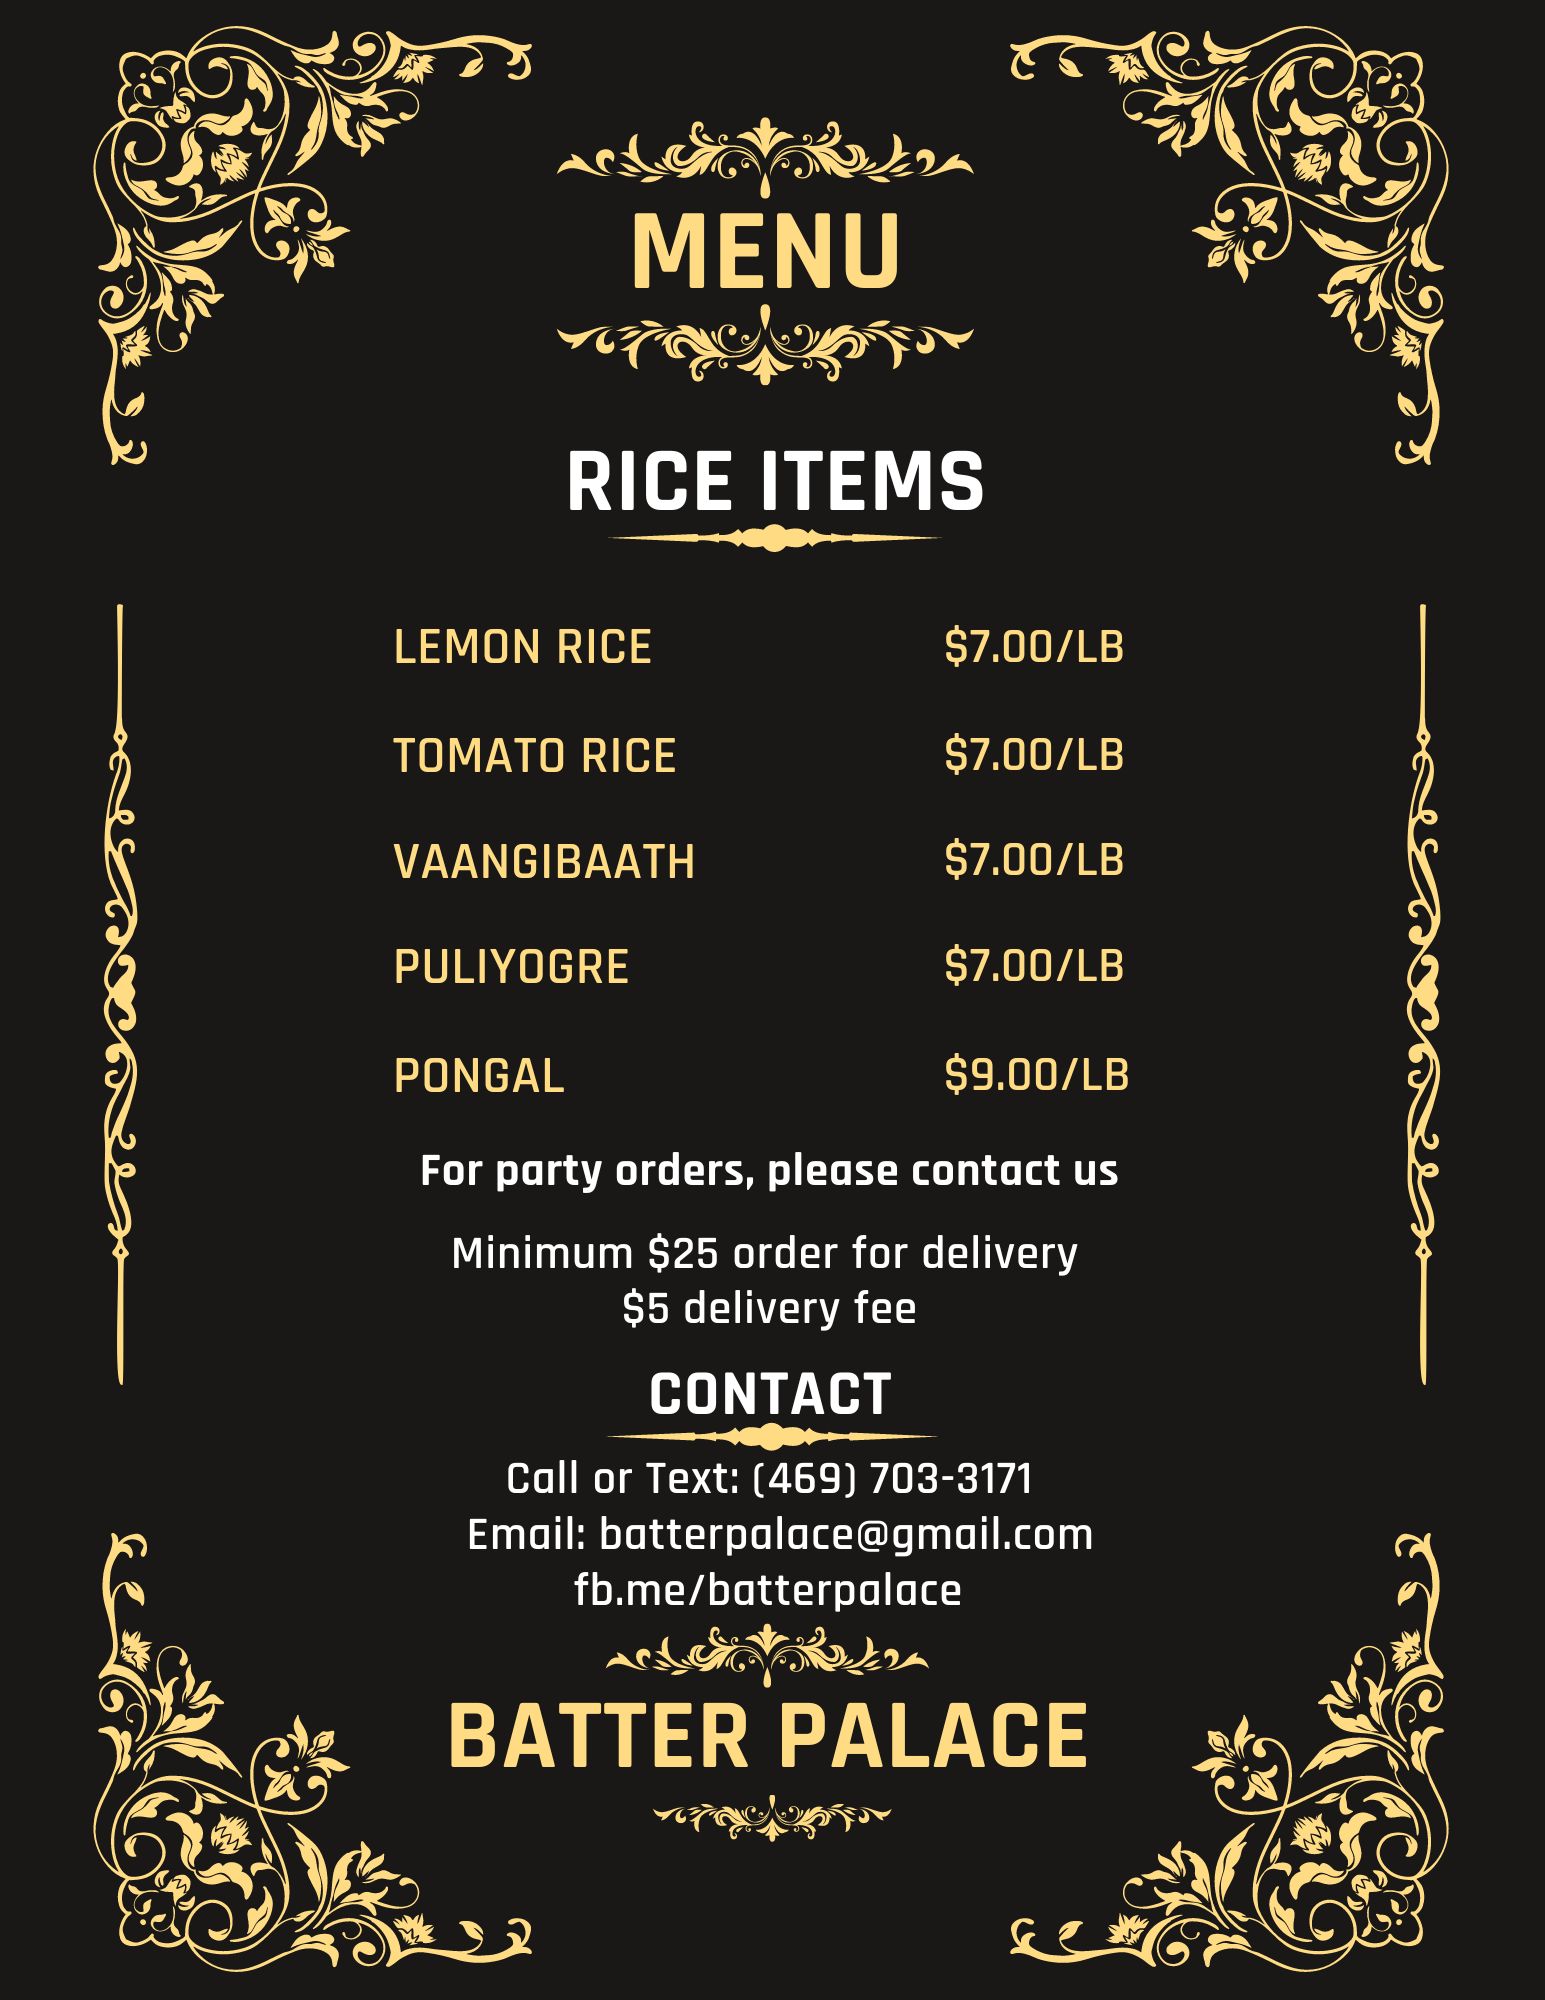 MENU
RICE ITEMS
LEMON RICE $7.00/LB
TOMATO RICE $7.00/LB
VAANGIBAATH $7.00/LB
PULIYOGRE $7.00/LB
PONGAL $9.00/LB
For party orders, please contact us
Minimum $25 order for delivery
$5 delivery fee
CONTACT
Call or Text: (469) 703-3171
Email: batterpalace@gmail.com
fb.me/batterpalace
BATTER PALACE